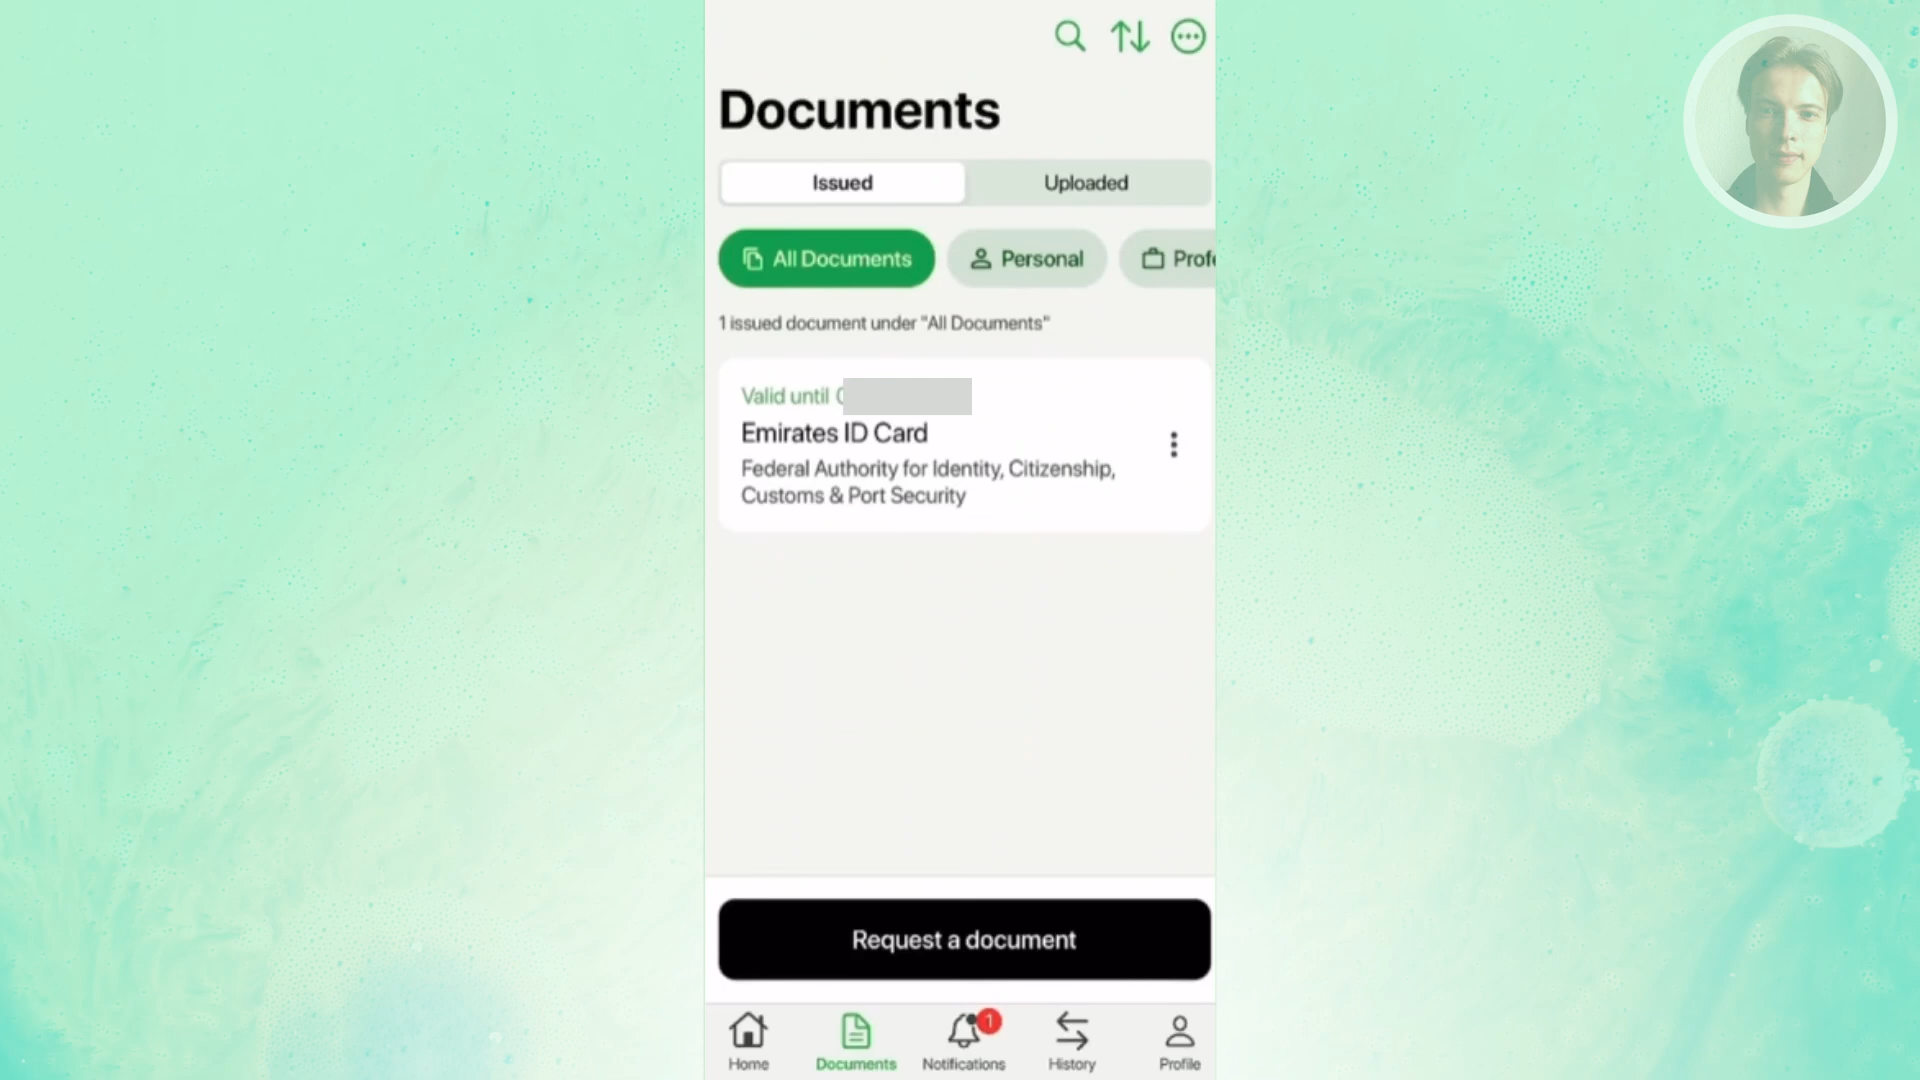 Documents
Issued
Uploaded
All Documents
Personal
1 issued document under "All Documents"
Valid until
Emirates ID Card
Federal Authority for Identity, Citizenship,
Customs & Port Security
Request a document
1
Home
Documents
Notifications
History
Profile